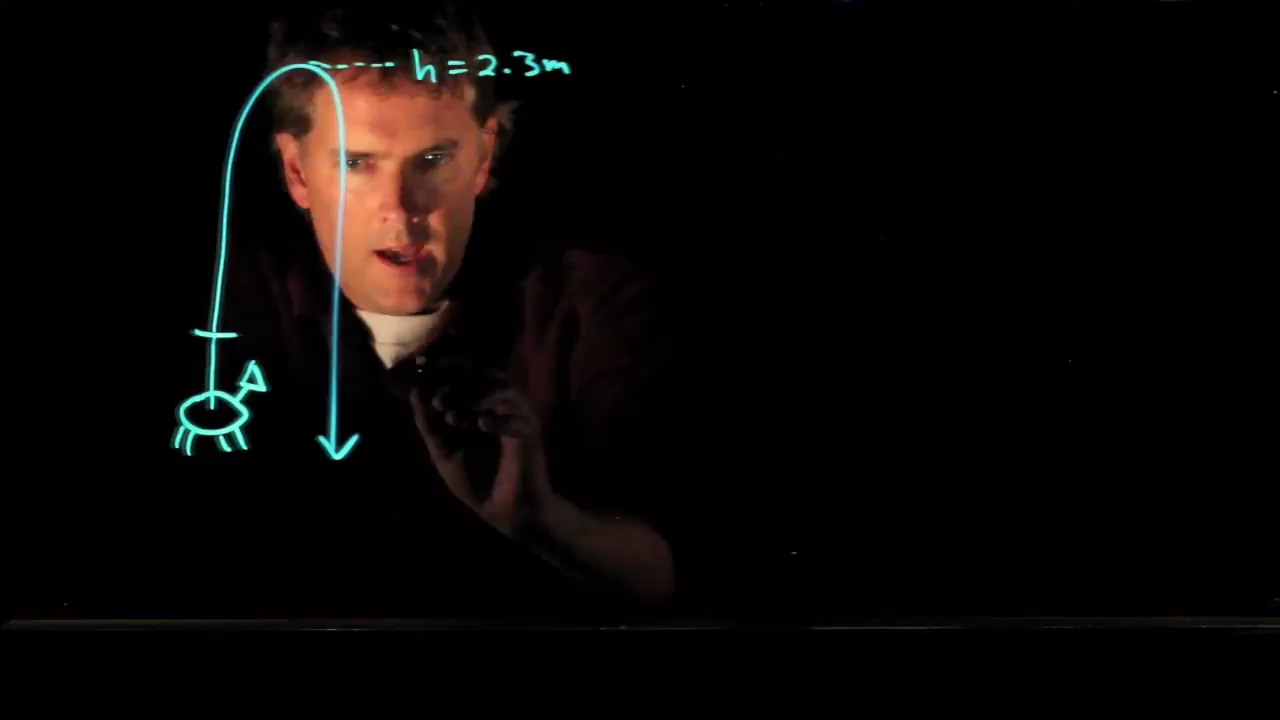 h = 2.3m